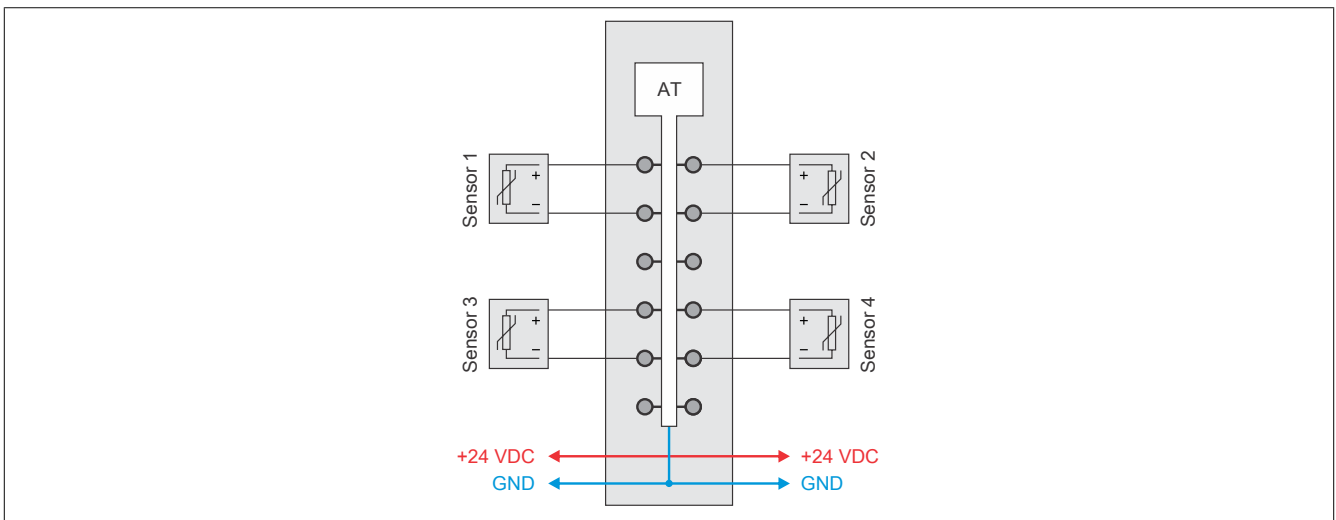 AT
Sensor 1
+
−
Sensor 2
+
−
Sensor 3
+
−
Sensor 4
+
−
+24 VDC
+24 VDC
GND
GND